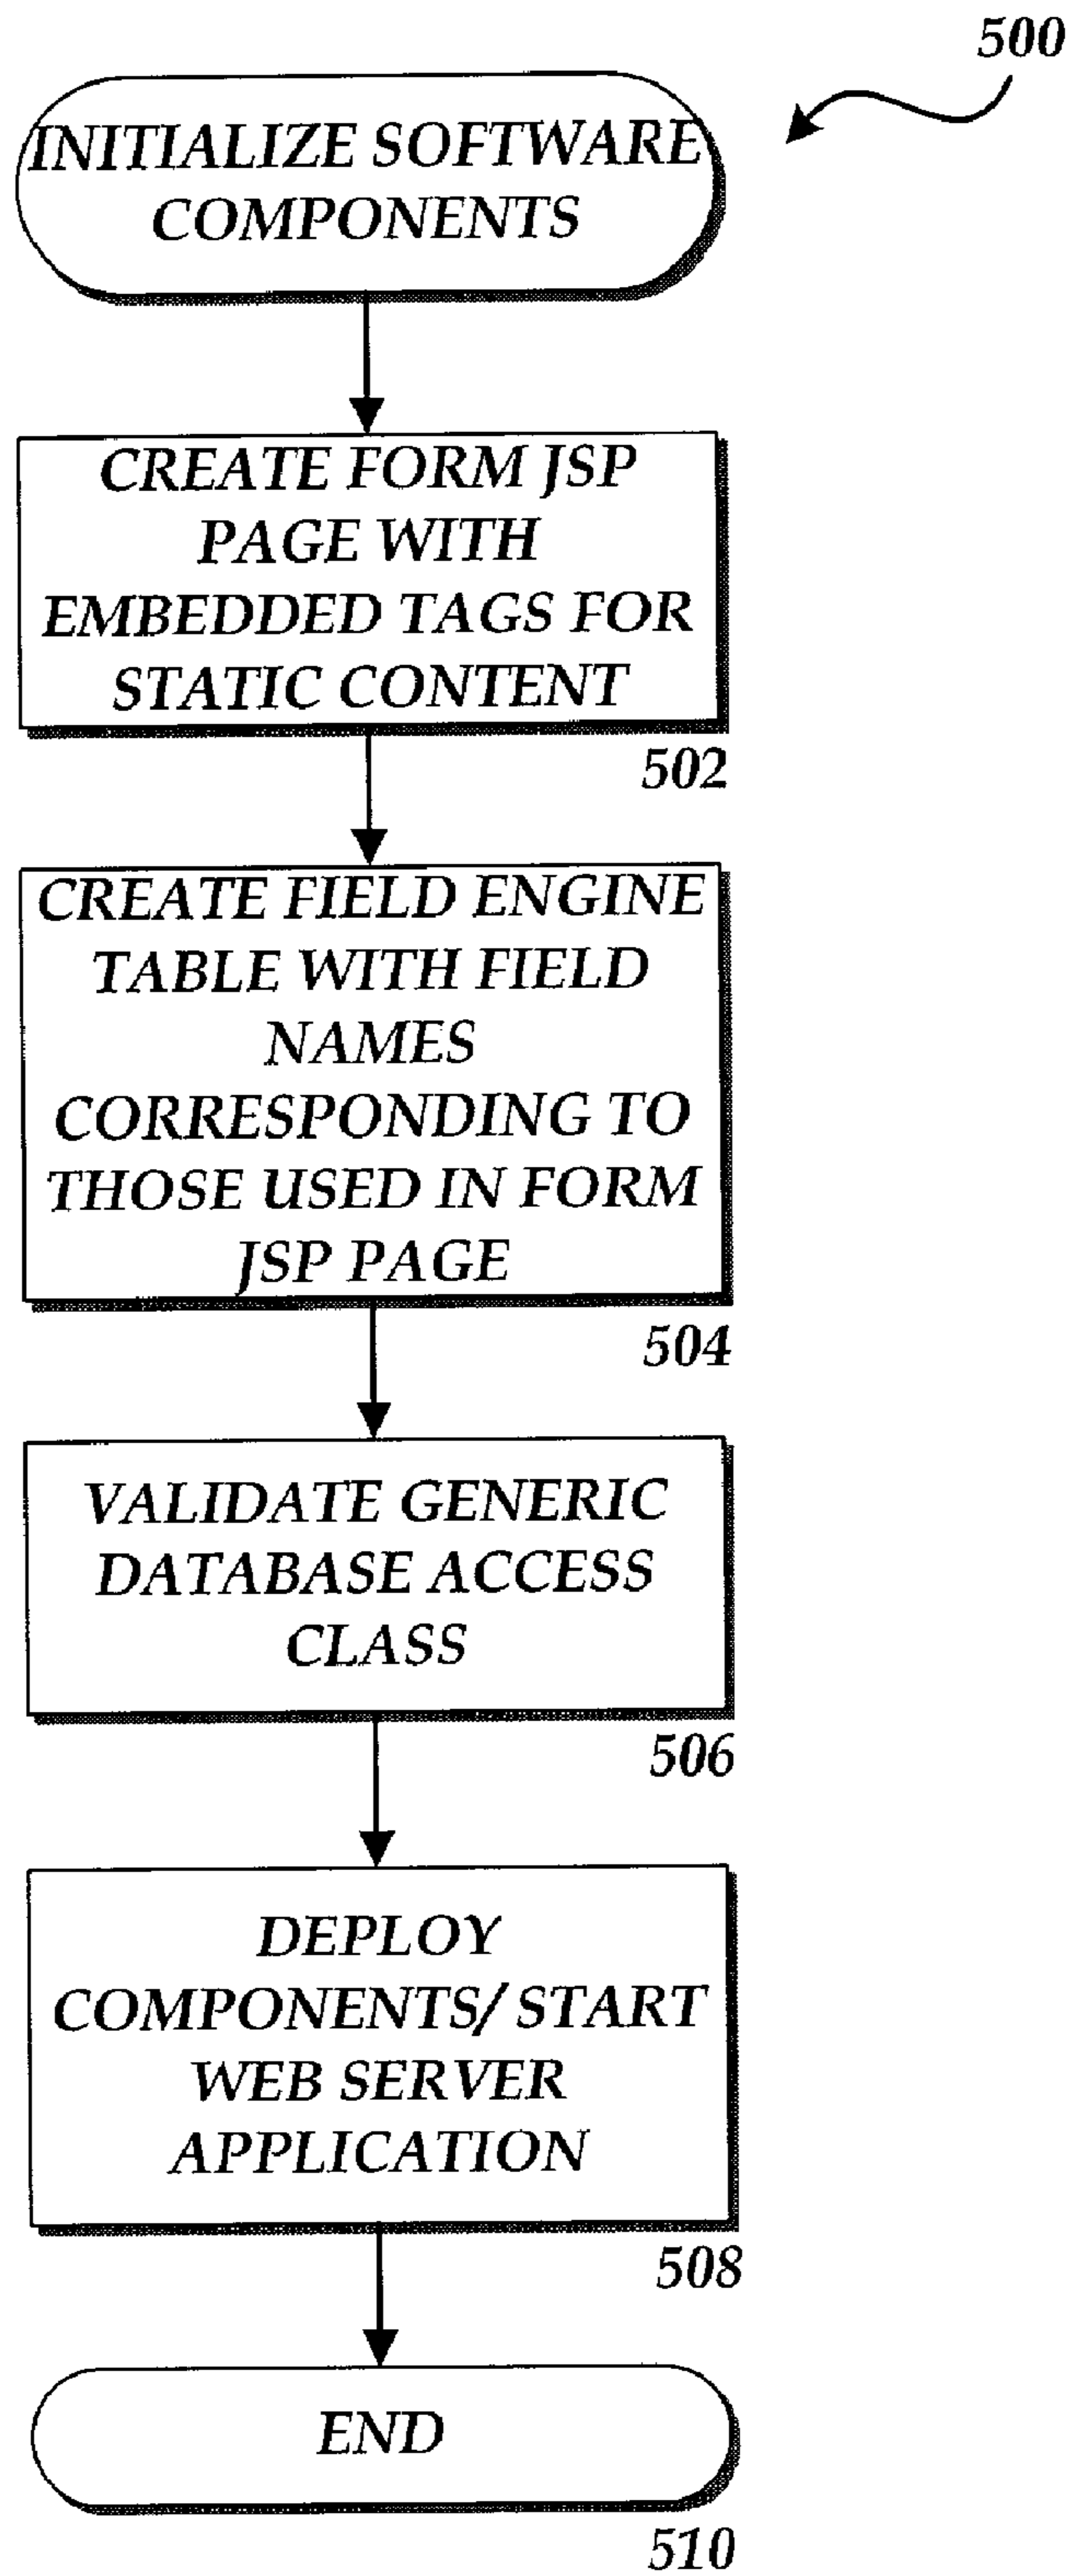 500
INITIALIZE SOFTWARE
COMPONENTS
CREATE FORM JSP
PAGE WITH
EMBEDDED TAGS FOR
STATIC CONTENT
502
CREATE FIELD ENGINE
TABLE WITH FIELD
NAMES
CORRESPONDING TO
THOSE USED IN FORM
JSP PAGE
504
VALIDATE GENERIC
DATABASE ACCESS
CLASS
506
DEPLOY
COMPONENTS/START
WEB SERVER
APPLICATION
508
END
510